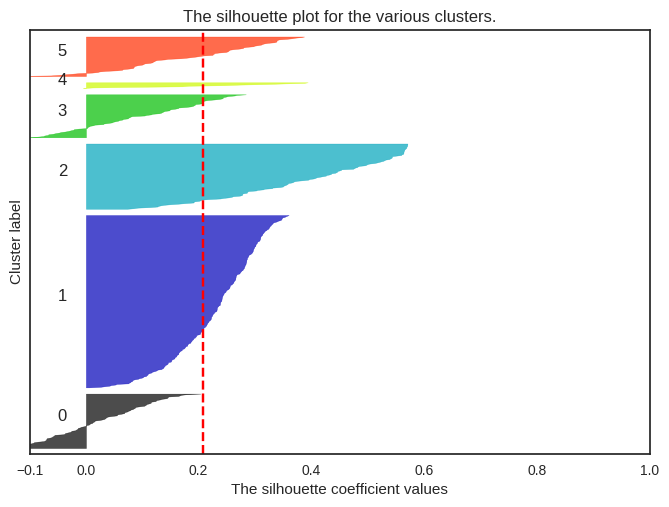 The silhouette plot for the various clusters.
5
4
3
2
1
0
Cluster label
−0.1 0.0 0.2 0.4 0.6 0.8 1.0
The silhouette coefficient values